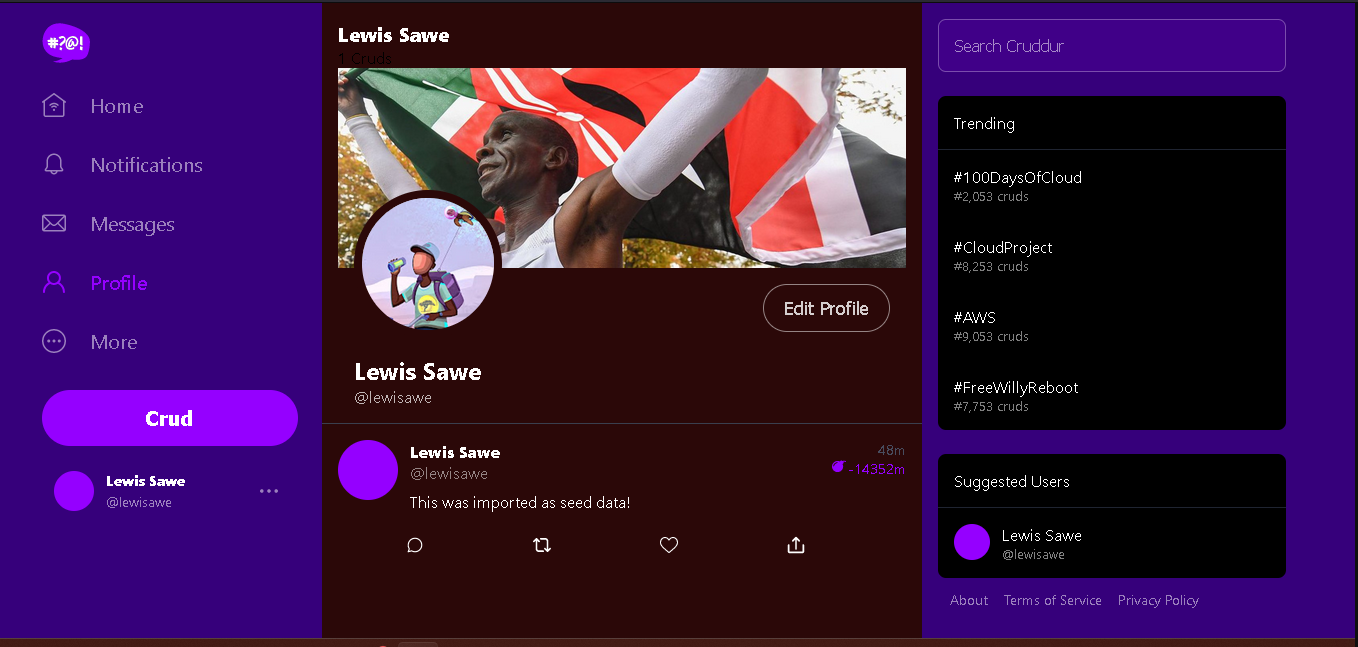 #?@!
Home
Notifications
Messages
Profile
More
Crud
Lewis Sawe
@lewisawe
Lewis Sawe
1 Cruds
Edit Profile
Lewis Sawe
@lewisawe
Lewis Sawe
@lewisawe
48m
-14352m
This was imported as seed data!
Search Cruddur
Trending
#100DaysOfCloud
#2,053 cruds
#CloudProject
#8,253 cruds
#AWS
#9,053 cruds
#FreeWillyReboot
#7,753 cruds
Suggested Users
Lewis Sawe
@lewisawe
About Terms of Service Privacy Policy